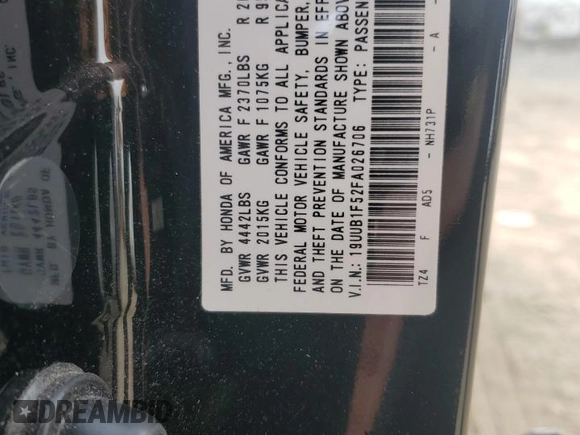 MFD. BY HONDA OF AMERICA MFG., INC.
GVWR 4442LBS GAWR F 2370LBS R
GVWR 2015KG GAWR F 1075KG R
THIS VEHICLE CONFORMS TO ALL APPLICA
FEDERAL MOTOR VEHICLE SAFETY, BUMPER,
AND THEFT PREVENTION STANDARDS IN EFF
ON THE DATE OF MANUFACTURE SHOWN ABOV
V.I.N.: 19UUB1F52FA026706 TYPE: PASSEN
TZ4 F AD5 - NH731P - A -
DREAMBID